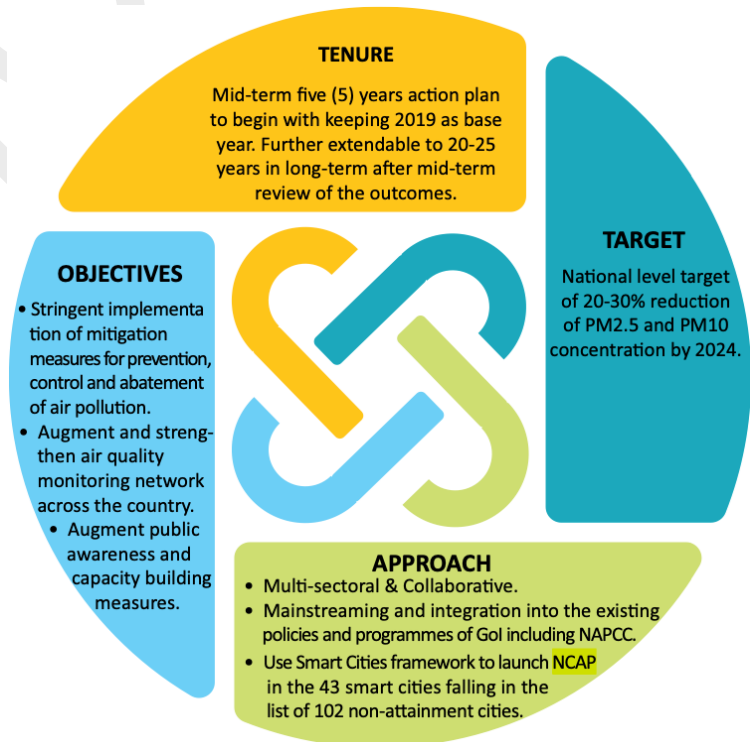 TENURE
Mid-term five (5) years action plan
to begin with keeping 2019 as base
year. Further extendable to 20-25
years in long-term after mid-term
review of the outcomes.
TARGET
National level target
of 20-30% reduction
of PM2.5 and PM10
concentration by 2024.
OBJECTIVES
• Stringent implementa
tion of mitigation
measures for prevention,
control and abatement
of air pollution.
• Augment and stren-
gthen air quality
monitoring network
across the country.
• Augment public
awareness and
capacity building
measures.
APPROACH
• Multi-sectoral & Collaborative.
• Mainstreaming and integration into the existing
policies and programmes of GoI including NAPCC.
• Use Smart Cities framework to launch NCAP
in the 43 smart cities falling in the
list of 102 non-attainment cities.